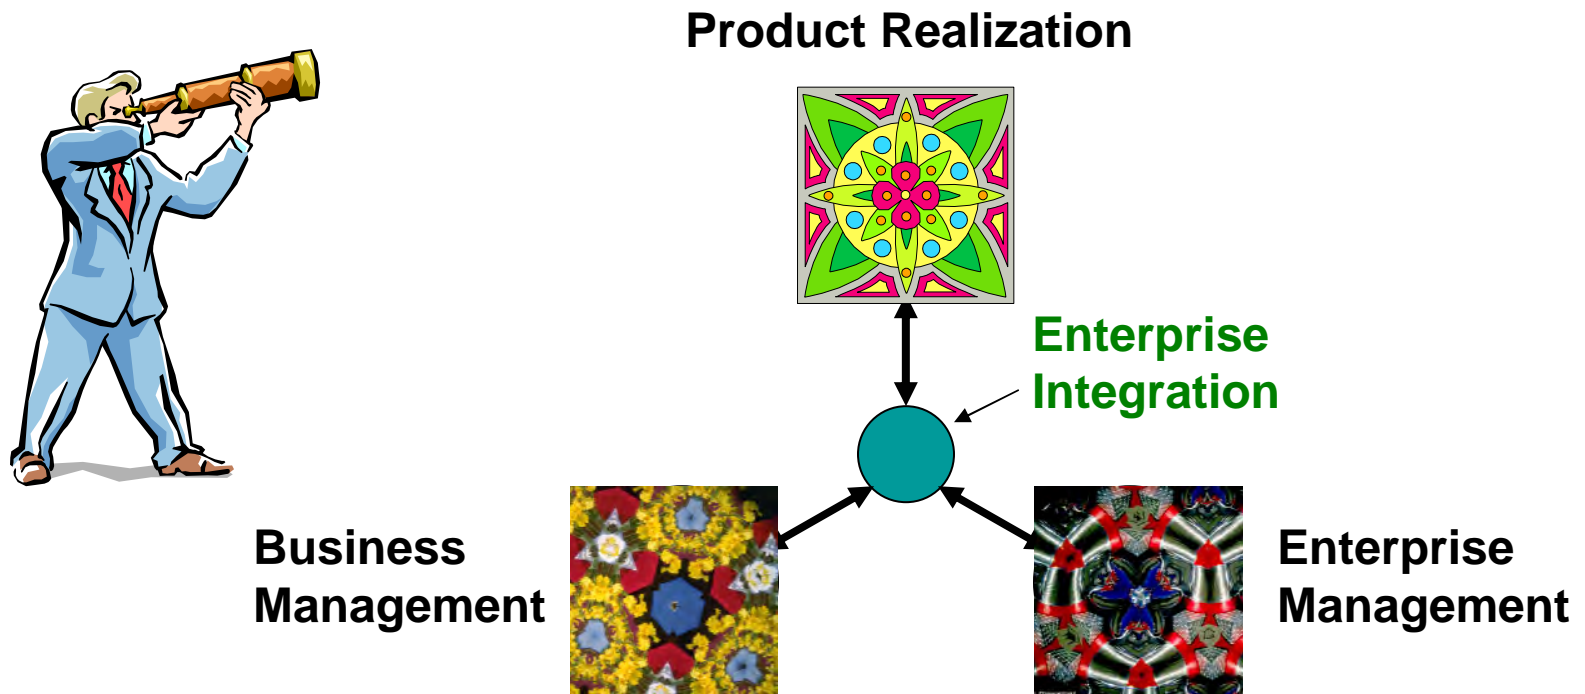 Product Realization
Enterprise
Integration
Business
Management
Enterprise
Management